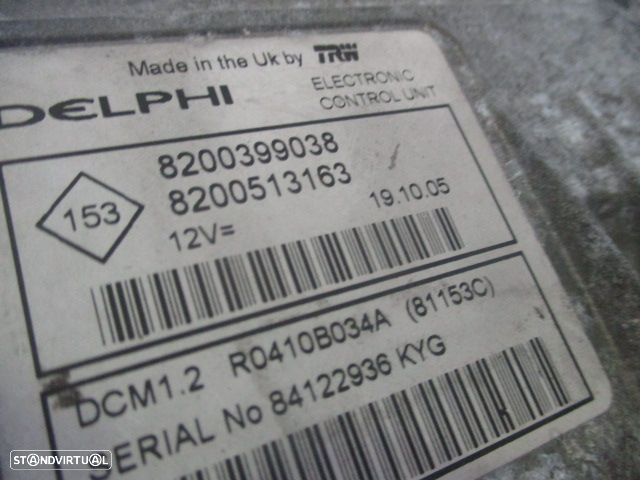 Made in the Uk by TRW
DELPHI
ELECTRONIC
CONTROL UNIT
153
8200399038
8200513163
12V=
19.10.05
DCM1.2 R0410B034A (81153C)
SERIAL No 84122936 KYG
STANDVIRTUAL